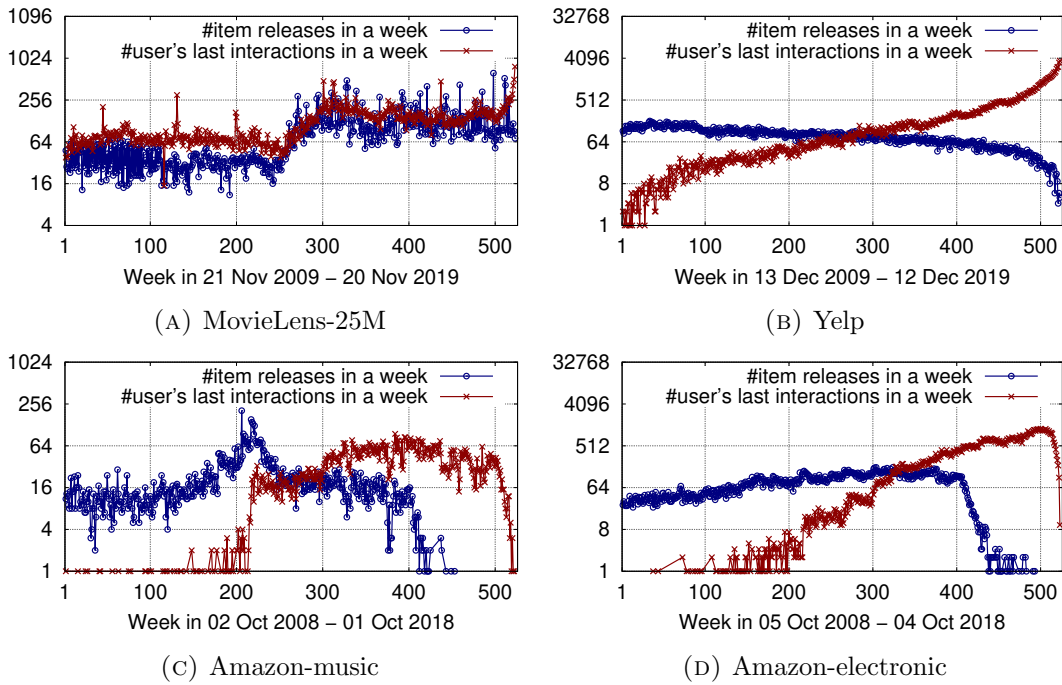 4096
1024
256
64
16
4
#item releases in a week
#user's last interactions in a week
1 100 200 300 400 500
Week in 21 Nov 2009 − 20 Nov 2019
(A) MovieLens-25M
32768
4096
512
64
8
1
#item releases in a week
#user's last interactions in a week
1 100 200 300 400 500
Week in 13 Dec 2009 − 12 Dec 2019
(B) Yelp
1024
256
64
16
4
1
#item releases in a week
#user's last interactions in a week
1 100 200 300 400 500
Week in 02 Oct 2008 − 01 Oct 2018
(C) Amazon-music
32768
4096
512
64
8
1
#item releases in a week
#user's last interactions in a week
1 100 200 300 400 500
Week in 05 Oct 2008 − 04 Oct 2018
(D) Amazon-electronic